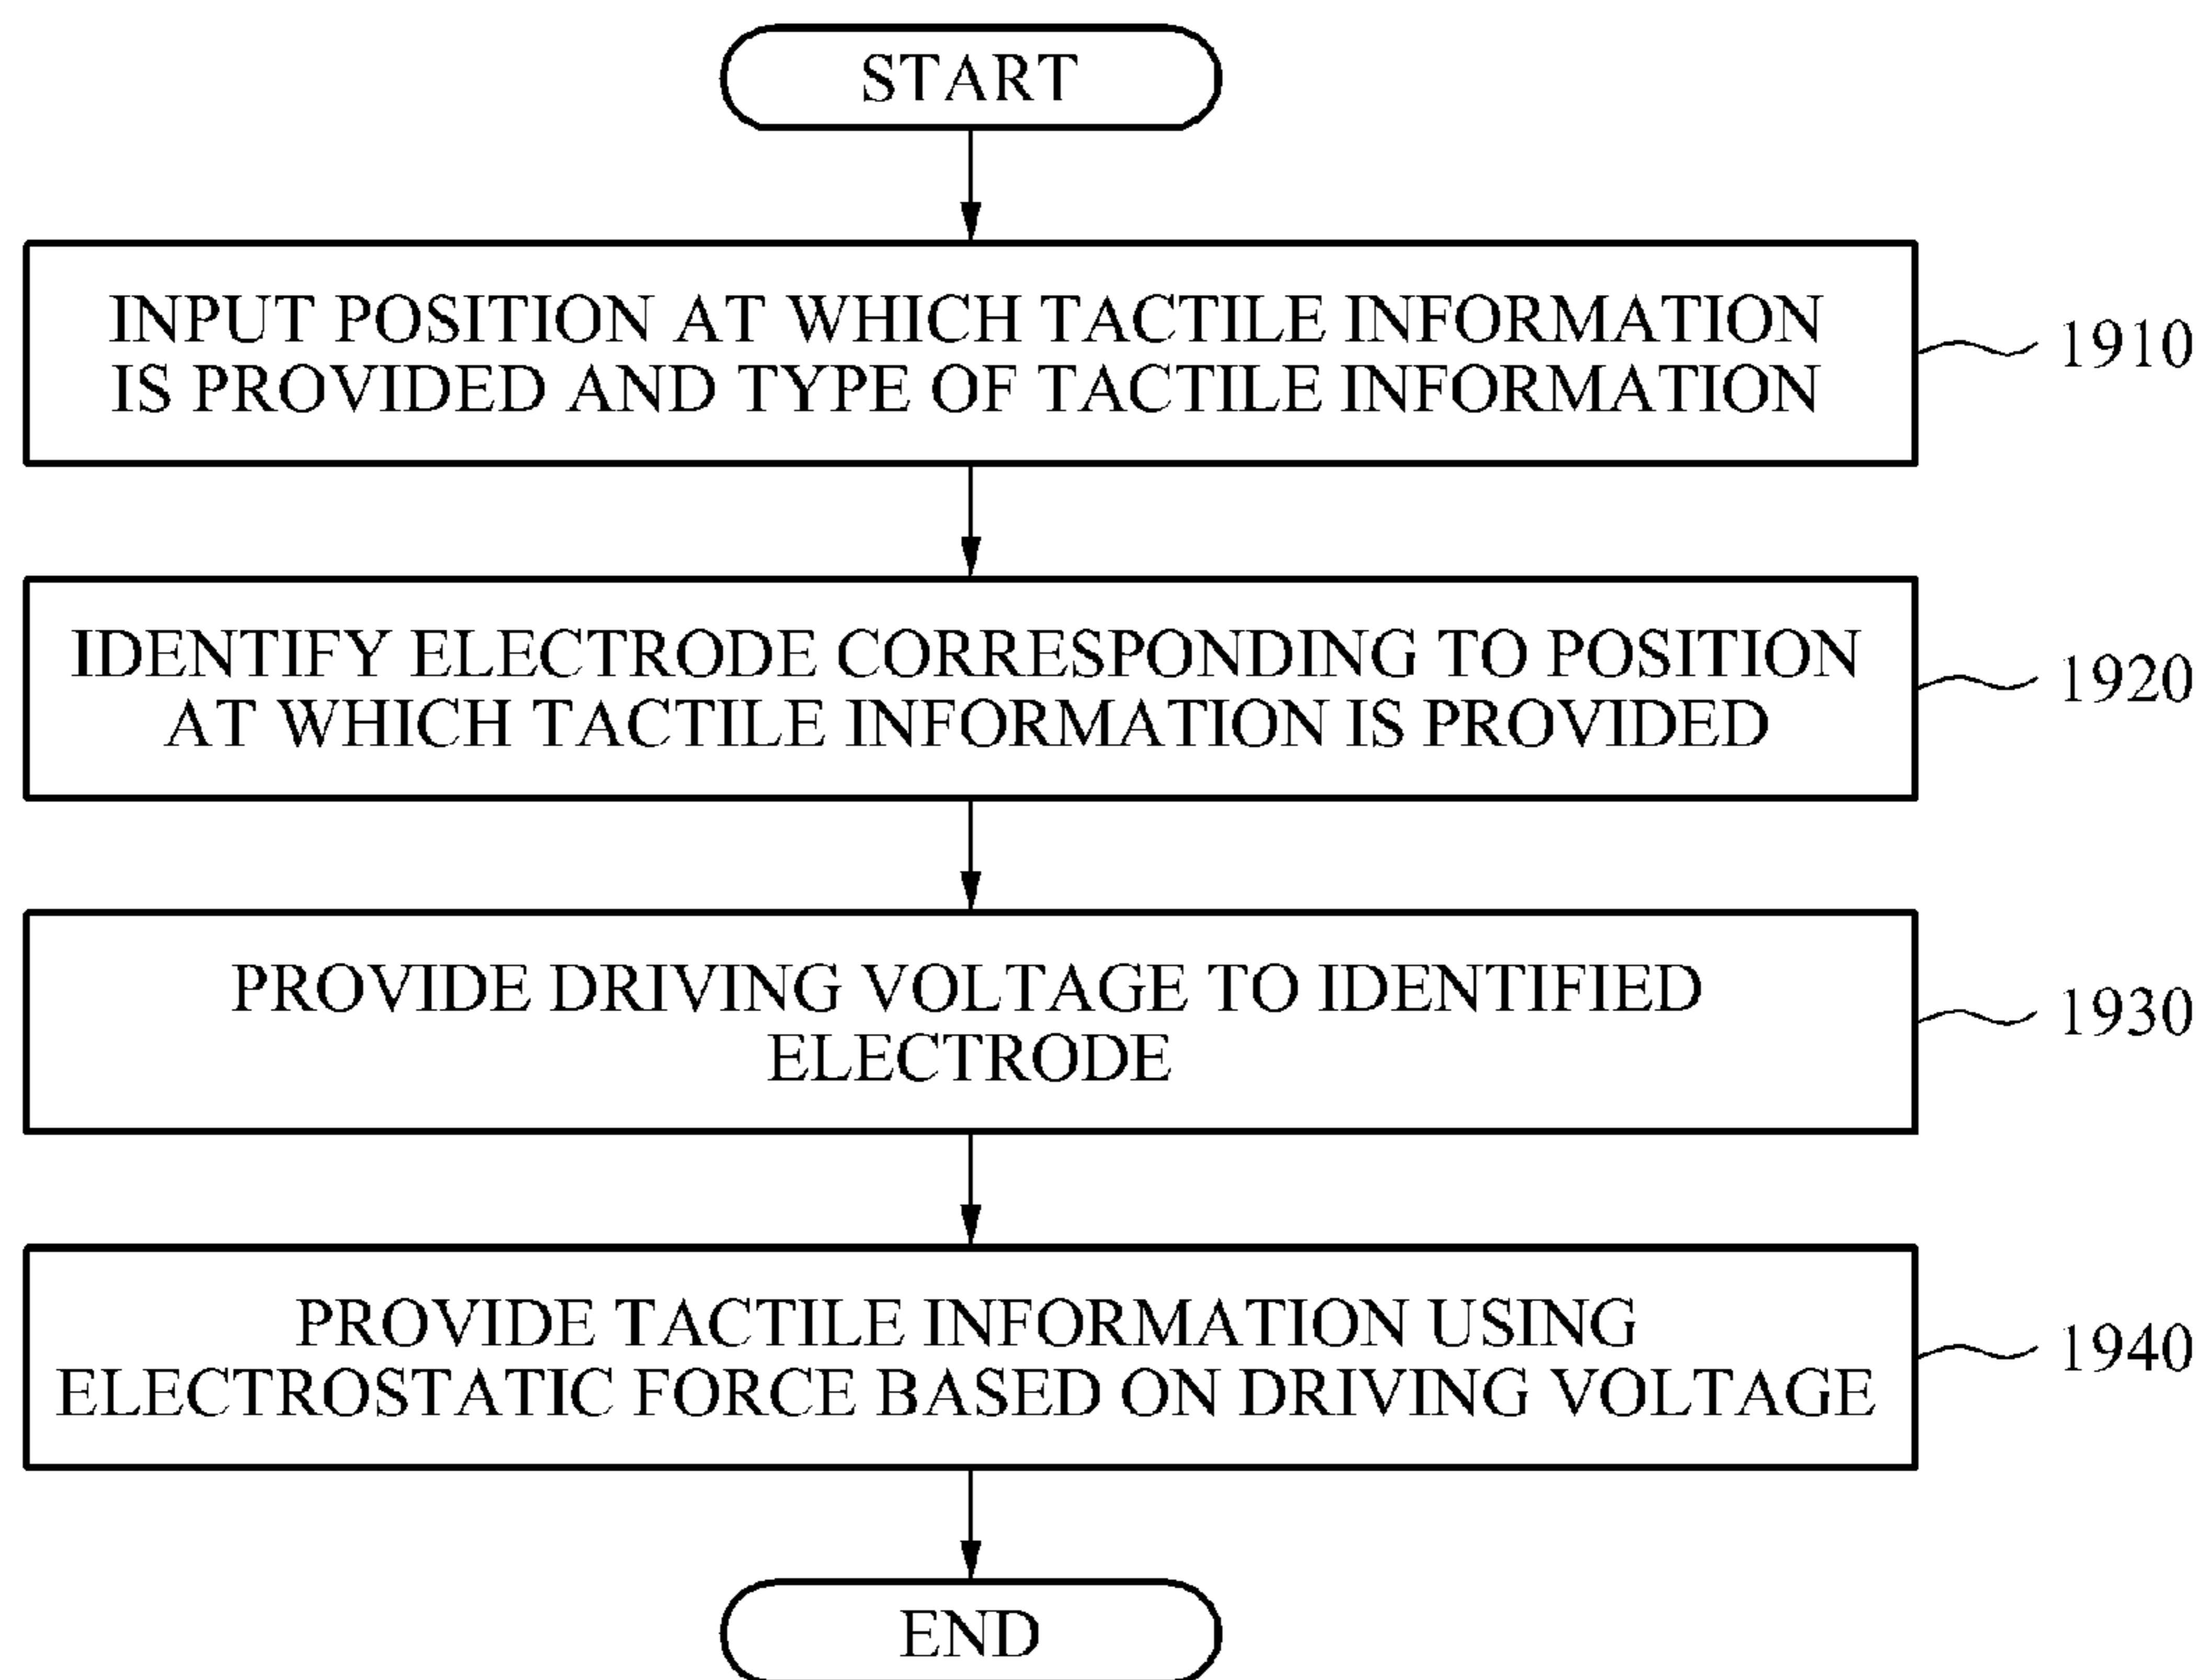 START
INPUT POSITION AT WHICH TACTILE INFORMATION
IS PROVIDED AND TYPE OF TACTILE INFORMATION
1910
IDENTIFY ELECTRODE CORRESPONDING TO POSITION
AT WHICH TACTILE INFORMATION IS PROVIDED
1920
PROVIDE DRIVING VOLTAGE TO IDENTIFIED
ELECTRODE
1930
PROVIDE TACTILE INFORMATION USING
ELECTROSTATIC FORCE BASED ON DRIVING VOLTAGE
1940
END